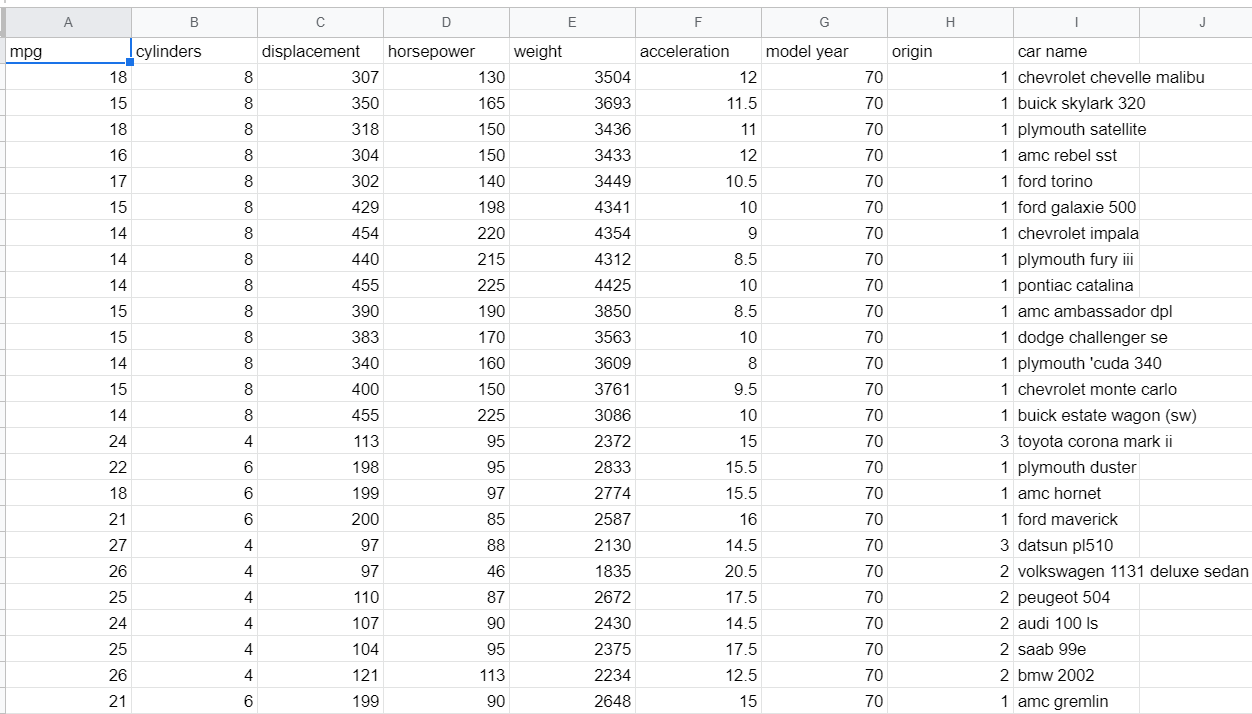 A B C D E F G H I J
mpg cylinders displacement horsepower weight acceleration model year origin car name
18 8 307 130 3504 12 70 1 chevrolet chevelle malibu
15 8 350 165 3693 11.5 70 1 buick skylark 320
18 8 318 150 3436 11 70 1 plymouth satellite
16 8 304 150 3433 12 70 1 amc rebel sst
17 8 302 140 3449 10.5 70 1 ford torino
15 8 429 198 4341 10 70 1 ford galaxie 500
14 8 454 220 4354 9 70 1 chevrolet impala
14 8 440 215 4312 8.5 70 1 plymouth fury iii
14 8 455 225 4425 10 70 1 pontiac catalina
15 8 390 190 3850 8.5 70 1 amc ambassador dpl
15 8 383 170 3563 10 70 1 dodge challenger se
14 8 340 160 3609 8 70 1 plymouth 'cuda 340
15 8 400 150 3761 9.5 70 1 chevrolet monte carlo
14 8 455 225 3086 10 70 1 buick estate wagon (sw)
24 4 113 95 2372 15 70 3 toyota corona mark ii
22 6 198 95 2833 15.5 70 1 plymouth duster
18 6 199 97 2774 15.5 70 1 amc hornet
21 6 200 85 2587 16 70 1 ford maverick
27 4 97 88 2130 14.5 70 3 datsun pl510
26 4 97 46 1835 20.5 70 2 volkswagen 1131 deluxe sedan
25 4 110 87 2672 17.5 70 2 peugeot 504
24 4 107 90 2430 14.5 70 2 audi 100 ls
25 4 104 95 2375 17.5 70 2 saab 99e
26 4 121 113 2234 12.5 70 2 bmw 2002
21 6 199 90 2648 15 70 1 amc gremlin